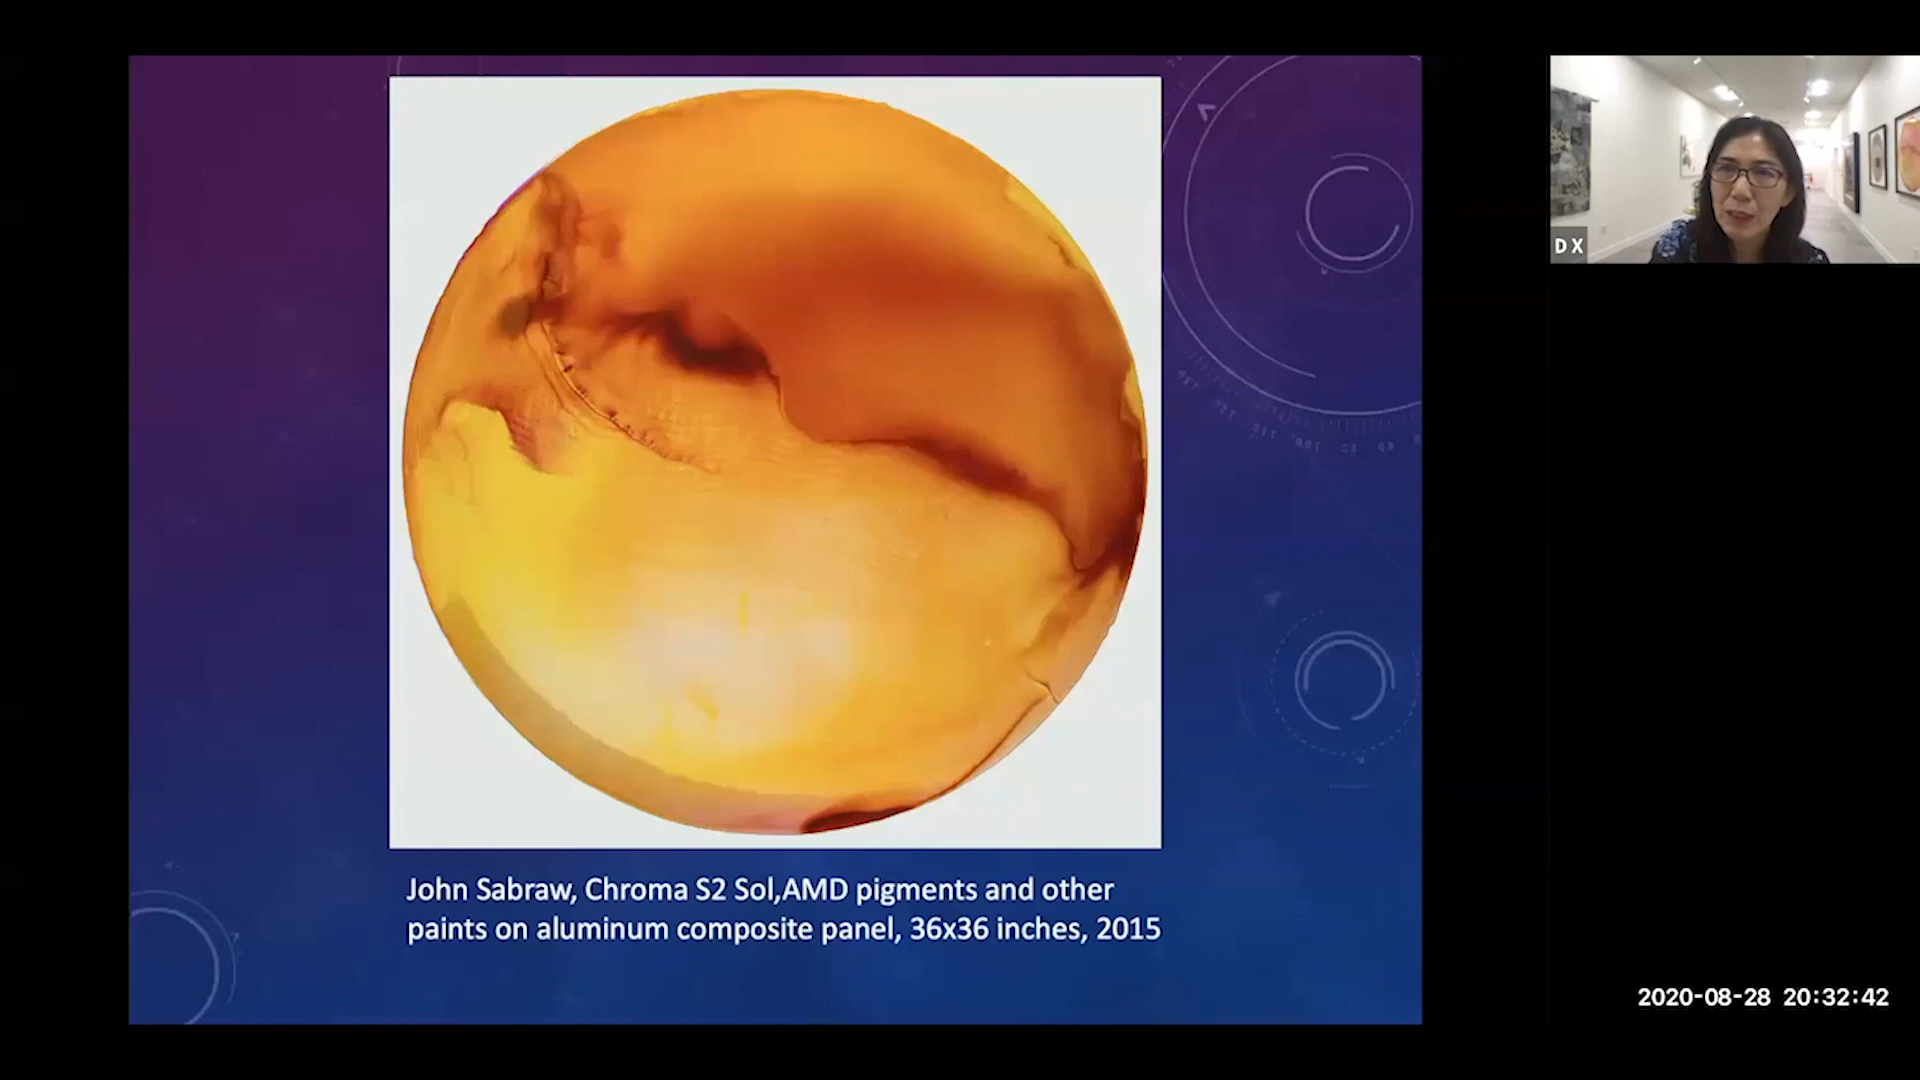 John Sabraw, Chroma S2 Sol,AMD pigments and other
paints on aluminum composite panel, 36x36 inches, 2015
D X
2020-08-28 20:32:42